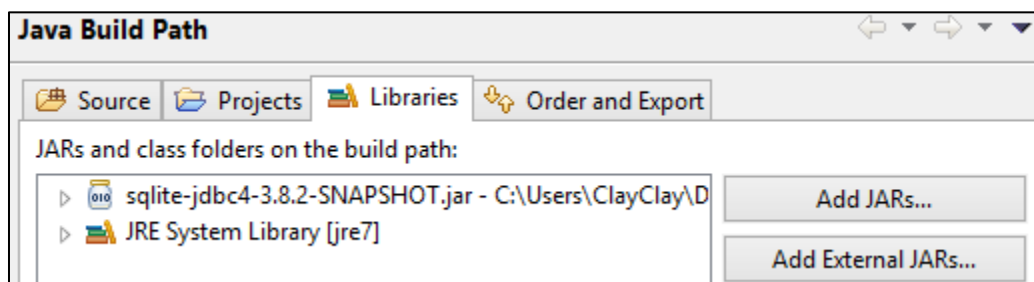 Java Build Path
Source Projects Libraries Order and Export
JARs and class folders on the build path:
sqlite-jdbc4-3.8.2-SNAPSHOT.jar - C:\Users\ClayClay\D
Add JARs...
JRE System Library [jre7]
Add External JARs...